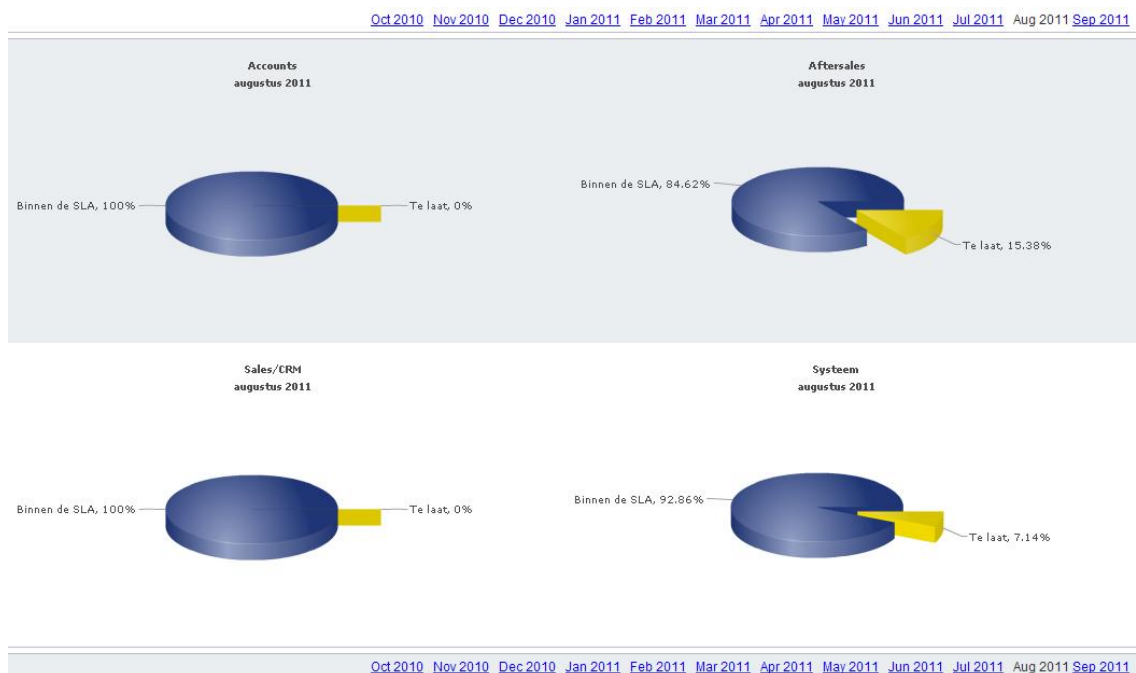 Oct 2010 Nov 2010 Dec 2010 Jan 2011 Feb 2011 Mar 2011 Apr 2011 May 2011 Jun 2011 Jul 2011 Aug 2011 Sep 2011
Accounts
augustus 2011
Binnen de SLA, 100%
Te laat, 0%
Aftersales
augustus 2011
Binnen de SLA, 84.62%
Te laat, 15.38%
Sales/CRM
augustus 2011
Binnen de SLA, 100%
Te laat, 0%
Systeem
augustus 2011
Binnen de SLA, 92.86%
Te laat, 7.14%
Oct 2010 Nov 2010 Dec 2010 Jan 2011 Feb 2011 Mar 2011 Apr 2011 May 2011 Jun 2011 Jul 2011 Aug 2011 Sep 2011